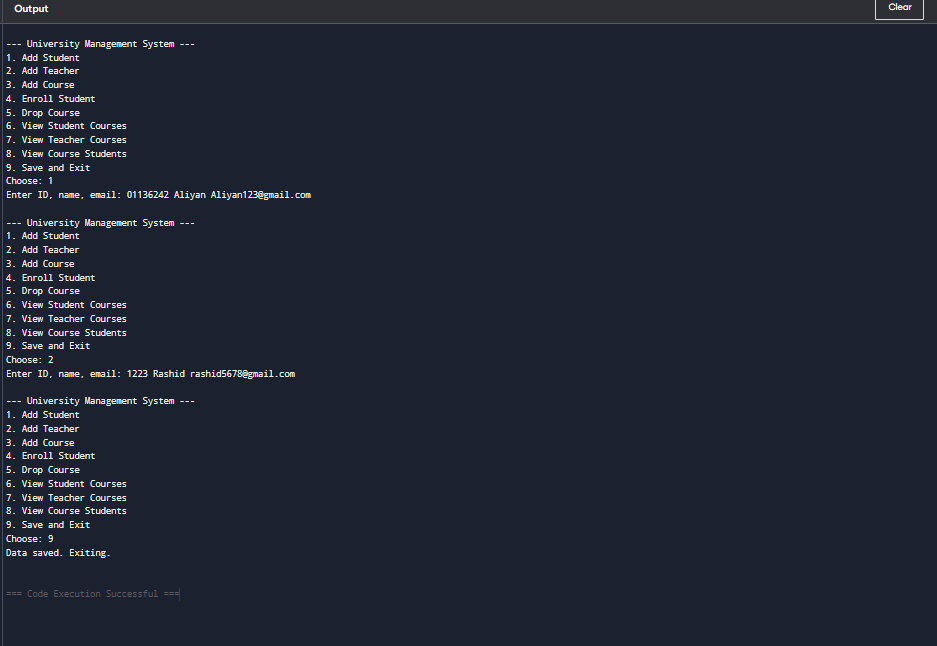 Output
Clear
--- University Management System ---
1. Add Student
2. Add Teacher
3. Add Course
4. Enroll Student
5. Drop Course
6. View Student Courses
7. View Teacher Courses
8. View Course Students
9. Save and Exit
Choose: 1
Enter ID, name, email: 01136242 Aliyan Aliyan123@gmail.com
--- University Management System ---
1. Add Student
2. Add Teacher
3. Add Course
4. Enroll Student
5. Drop Course
6. View Student Courses
7. View Teacher Courses
8. View Course Students
9. Save and Exit
Choose: 2
Enter ID, name, email: 1223 Rashid rashid5678@gmail.com
--- University Management System ---
1. Add Student
2. Add Teacher
3. Add Course
4. Enroll Student
5. Drop Course
6. View Student Courses
7. View Teacher Courses
8. View Course Students
9. Save and Exit
Choose: 9
Data saved. Exiting.
=== Code Execution Successful ===